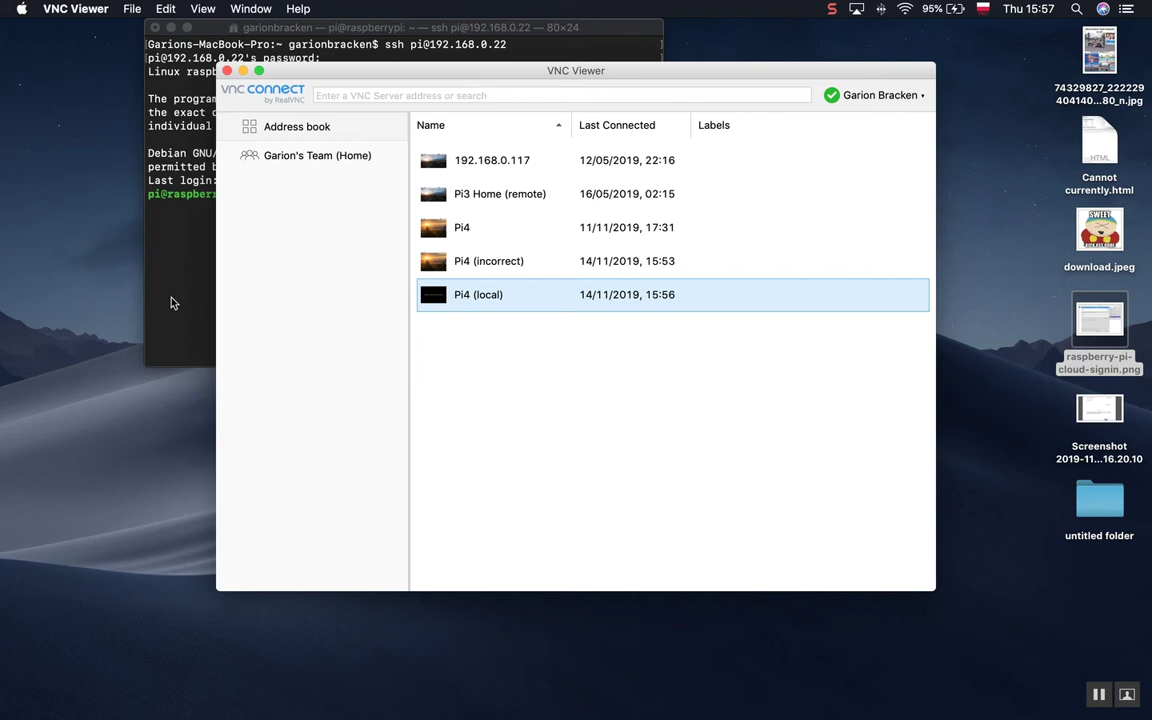 VNC Viewer File Edit View Window Help 95% Thu 15:57
garionbracken — pi@raspberrypi: ~ — ssh pi@192.168.0.22 — 80×24
Garions-MacBook-Pro:~ garionbracken$ ssh pi@192.168.0.22
pi@192.168.0.22's password:
Linux raspb
The program
the exact d
individual
Debian GNU/
permitted b
Last login:
pi@raspberr
VNC Viewer
VNC CONNECT
by RealVNC
Enter a VNC Server address or search
Garion Bracken
Address book
Garion's Team (Home)
Name Last Connected Labels
192.168.0.117 12/05/2019, 22:16
Pi3 Home (remote) 16/05/2019, 02:15
Pi4 11/11/2019, 17:31
Pi4 (incorrect) 14/11/2019, 15:53
Pi4 (local) 14/11/2019, 15:56
74329827_222229
404140...80_n.jpg
HTML
Cannot
currently.html
SWEET
download.jpeg
raspberry-pi-
cloud-signin.png
Screenshot
2019-11...16.20.10
untitled folder